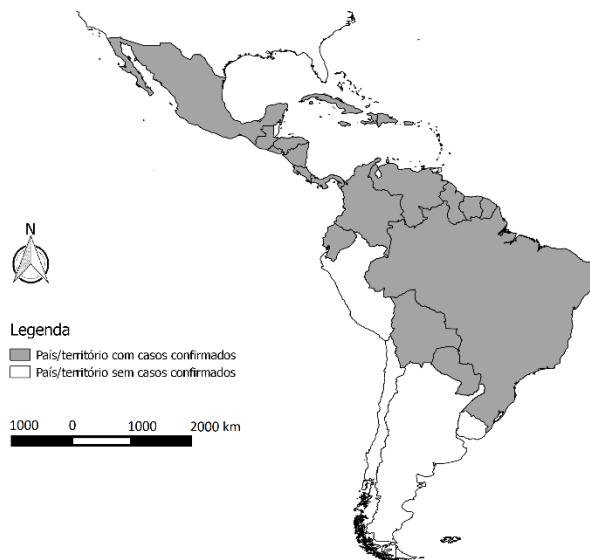 N
Legenda
País/território com casos confirmados
País/território sem casos confirmados
1000 0 1000 2000 km